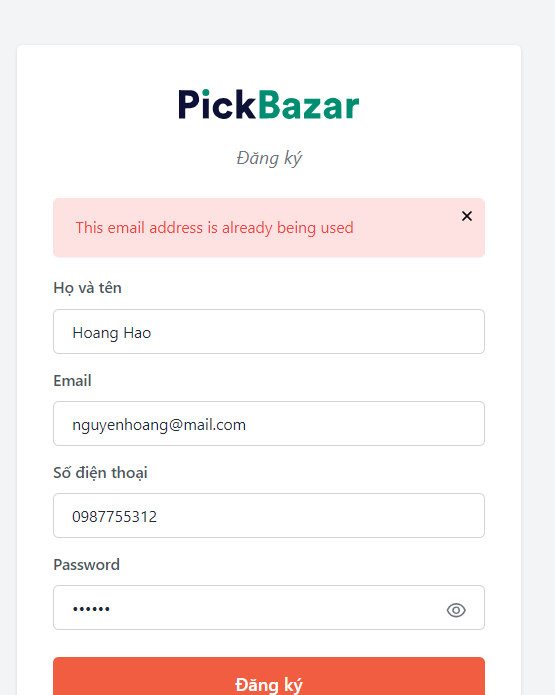 PickBazar
Đăng ký
This email address is already being used
Họ và tên
Hoang Hao
Email
nguyenhoang@mail.com
Số điện thoại
0987755312
Password
••••••
Đăng ký